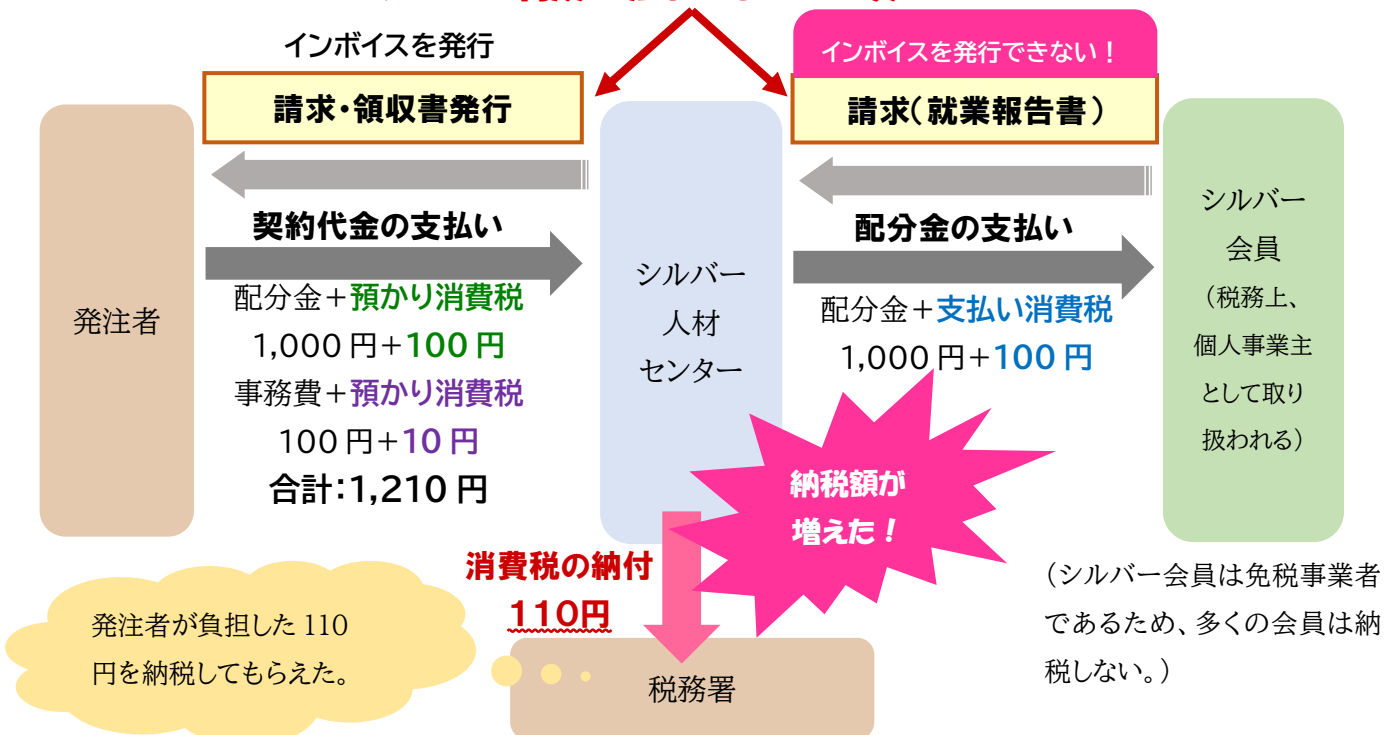 インボイスを発行
請求・領収書発行
インボイスを発行できない！
請求（就業報告書）
契約代金の支払い
配分金＋預かり消費税
1,000円＋100円
事務費＋預かり消費税
100円＋10円
合計：1,210円
配分金の支払い
配分金＋支払い消費税
1,000円＋100円
発注者
シルバー
人材
センター
シルバー
会員
（税務上、
個人事業主
として取り
扱われる）
納税額が
増えた！
消費税の納付
110円
発注者が負担した110
円を納税してもらえた。
税務署
（シルバー会員は免税事業者
であるため、多くの会員は納
税しない。）